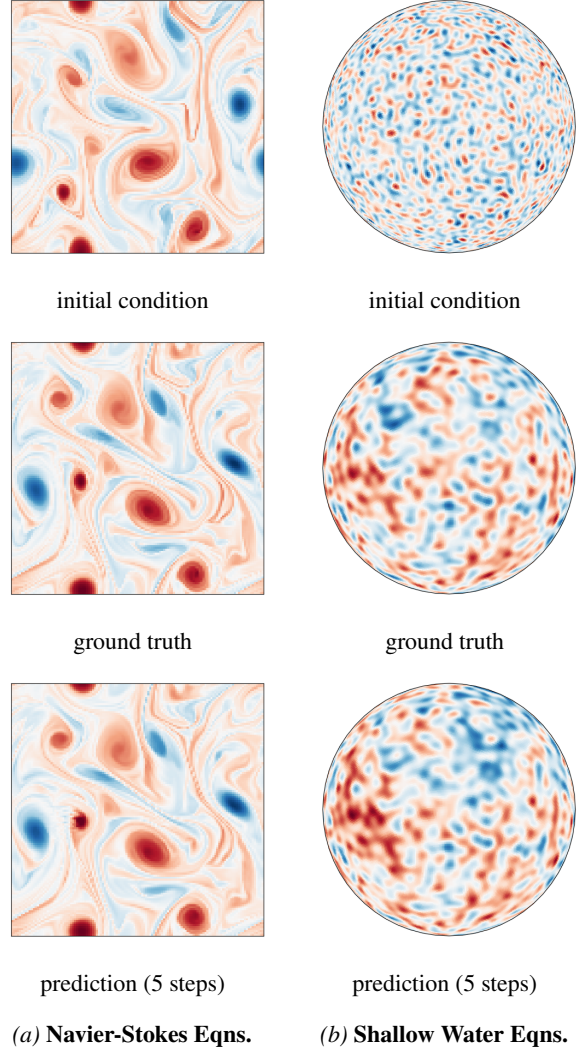 initial condition
initial condition
ground truth
ground truth
prediction (5 steps)
prediction (5 steps)
(a) Navier-Stokes Eqns.
(b) Shallow Water Eqns.